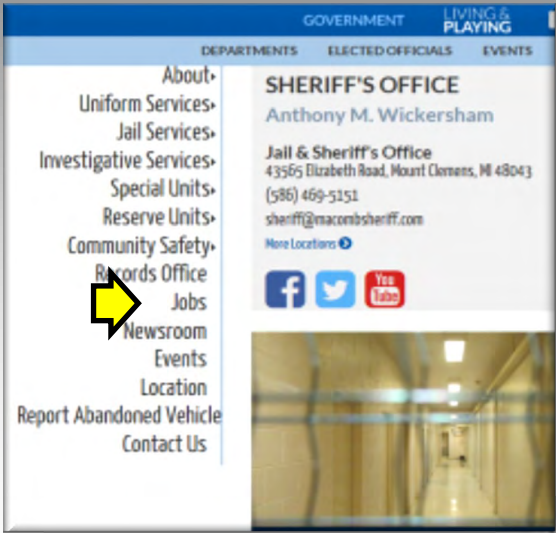 GOVERNMENT
LIVING &
PLAYING
DEPARTMENTS ELECTED OFFICIALS EVENTS
About
Uniform Services
Jail Services
Investigative Services
Special Units
Reserve Units
Community Safety
Records Office
Jobs
Newsroom
Events
Location
Report Abandoned Vehicle
Contact Us
SHERIFF'S OFFICE
Anthony M. Wickersham
Jail & Sheriff's Office
43565 Elizabeth Road, Mount Clemens, MI 48043
(586) 469-5151
sheriff@macombsheriff.com
More Locations
You
Tube